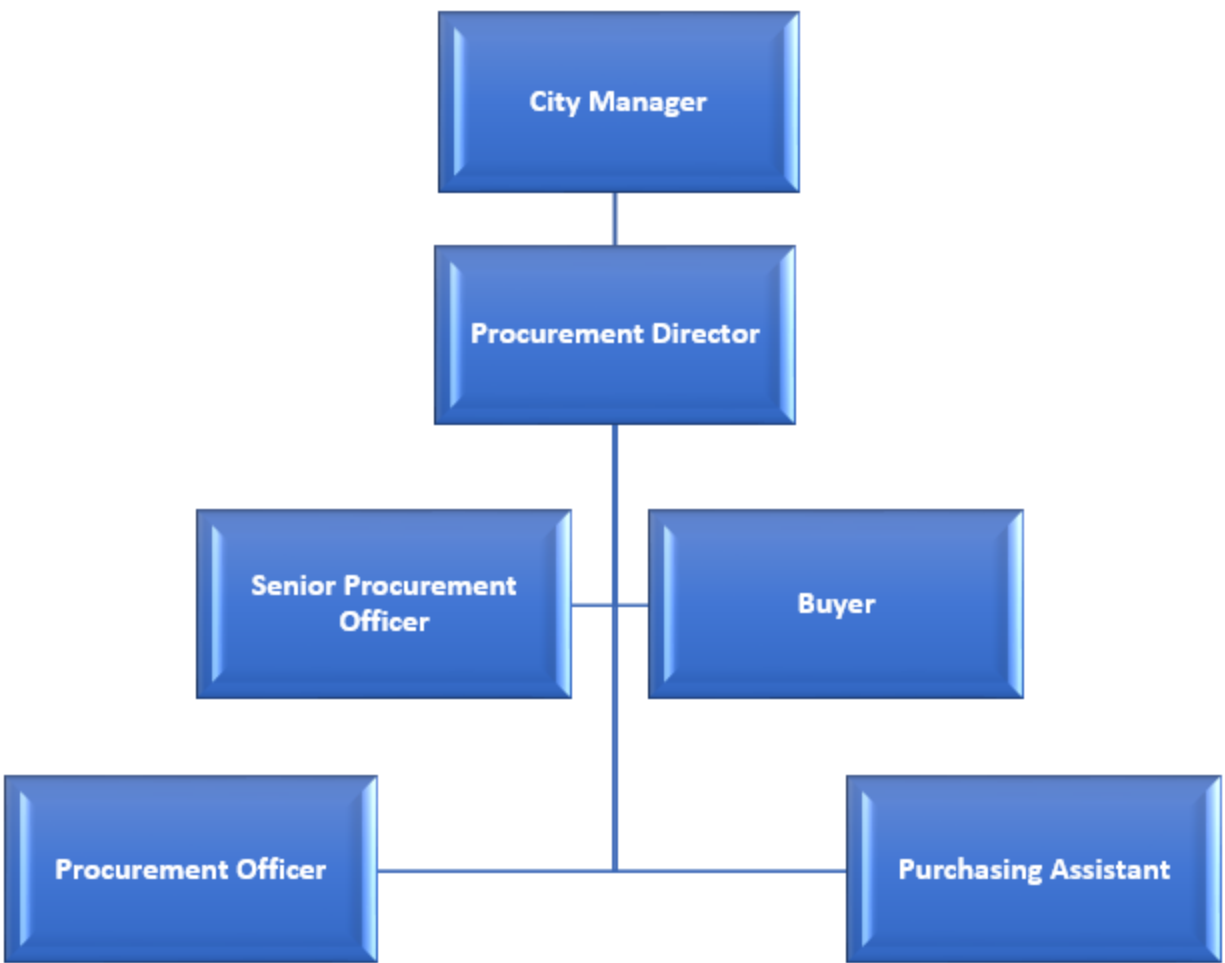 City Manager
Procurement Director
Senior Procurement
Officer
Buyer
Procurement Officer
Purchasing Assistant